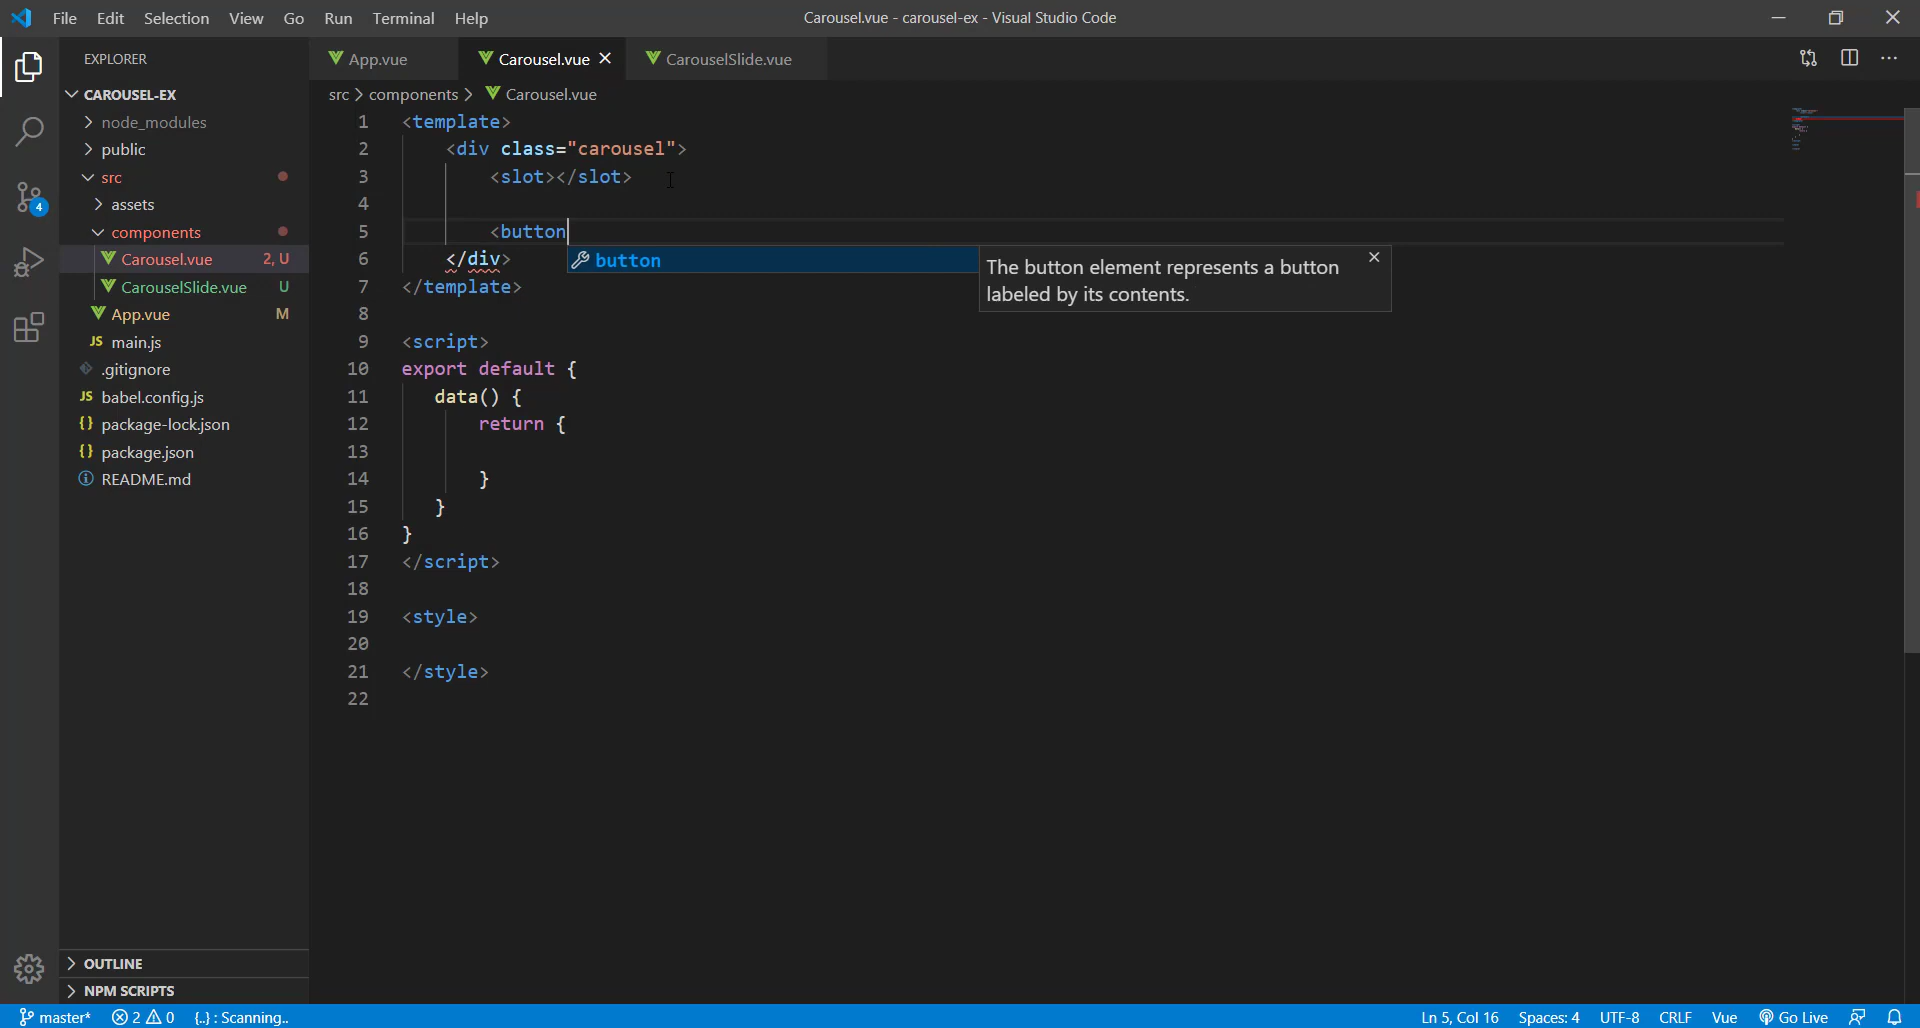 File Edit Selection View Go Run Terminal Help
Carousel.vue - carousel-ex - Visual Studio Code
EXPLORER
CAROUSEL-EX
node_modules
public
src
assets
components
Carousel.vue 2, U
CarouselSlide.vue U
App.vue M
JS main.js
.gitignore
JS babel.config.js
{} package-lock.json
{} package.json
README.md
OUTLINE
NPM SCRIPTS
4
App.vue
Carousel.vue
CarouselSlide.vue
src > components > Carousel.vue
1 <template>
2 <div class="carousel">
3 <slot></slot>
4
5 <button
6 </div>
7 </template>
8
9 <script>
10 export default {
11 data() {
12 return {
13
14 }
15 }
16 }
17 </script>
18
19 <style>
20
21 </style>
22
button
The button element represents a button
labeled by its contents.
master* 2 0 {..} : Scanning..
Ln 5, Col 16 Spaces: 4 UTF-8 CRLF Vue Go Live